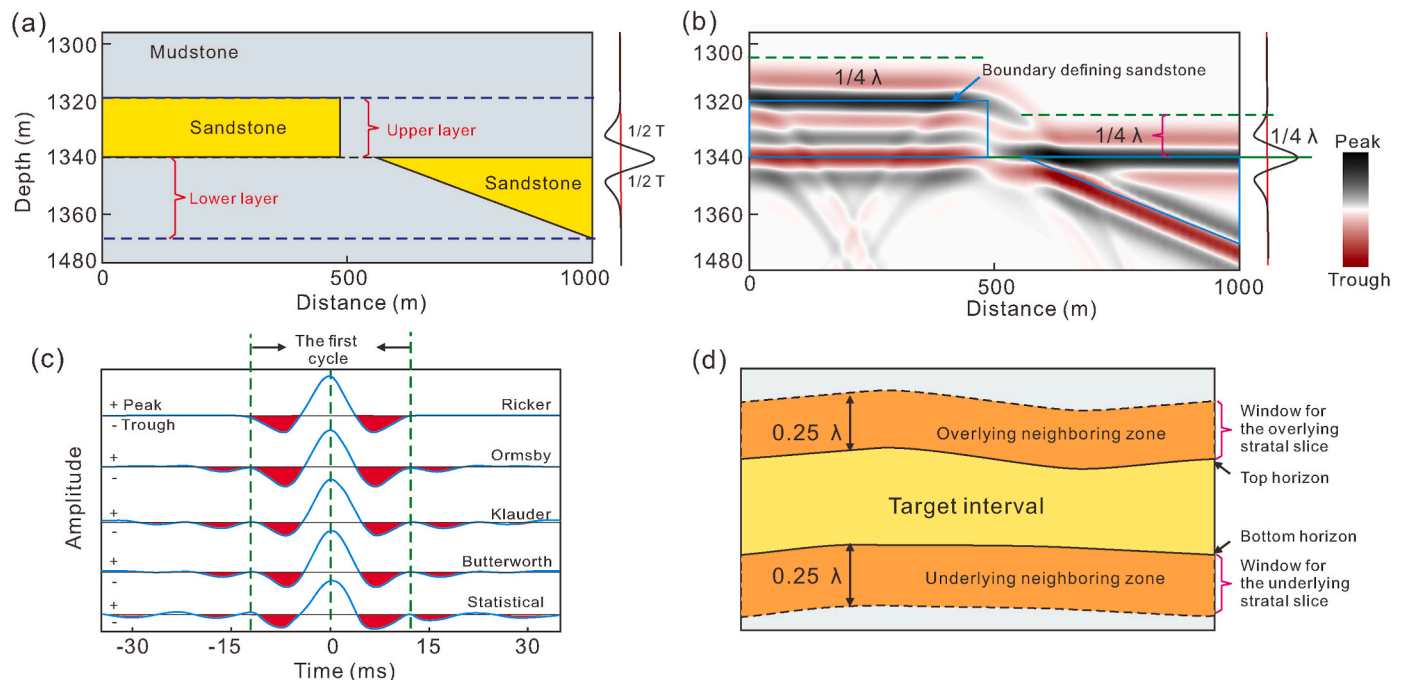 (a)
1300
1320
1340
1360
1480
Depth (m)
Mudstone
Sandstone
Upper layer
Sandstone
Lower layer
1/2 T
1/2 T
0
500
1000
Distance (m)
(b)
1300
1320
1340
1360
1480
1/4 λ
Boundary defining sandstone
1/4 λ
1/4 λ
Peak
Trough
0
500
1000
Distance (m)
(c)
The first
cycle
Amplitude
+ Peak
- Trough
Ricker
+
-
Ormsby
+
-
Klauder
+
-
Butterworth
+
-
Statistical
-30
-15
0
15
30
Time (ms)
(d)
0.25 λ
Overlying neighboring zone
Window for
the overlying
stratal slice
Top horizon
Target interval
Bottom horizon
0.25 λ
Underlying neighboring zone
Window for
the underlying
stratal slice